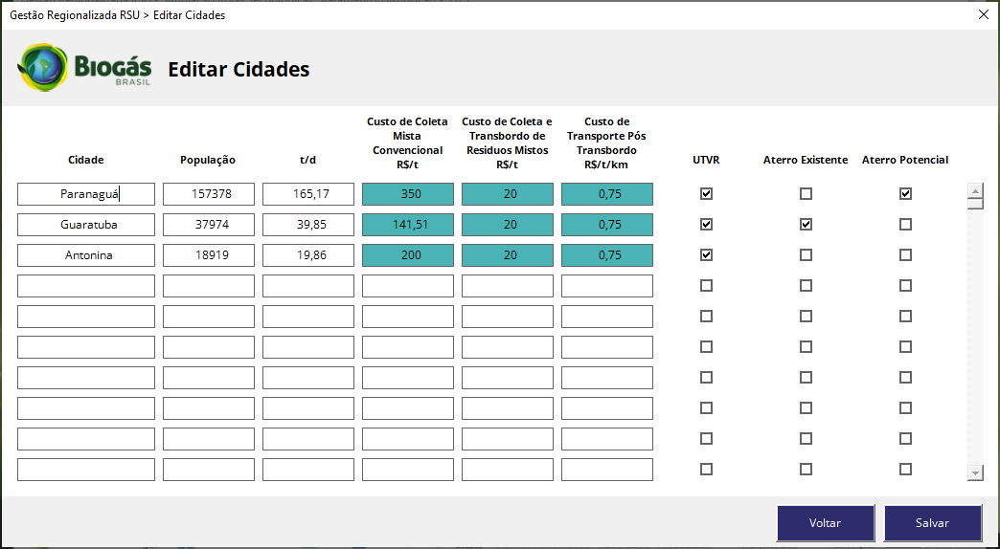 Gestão Regionalizada RSU > Editar Cidades
BIOGÁS
BRASIL
Editar Cidades
Cidade
População
t/d
Custo de Coleta
Mista
Convencional
R$/t
Custo de Coleta e
Transbordo de
Residuos Mistos
R$/t
Custo de
Transporte Pós
Transbordo
R$/t/km
UTVR
Aterro Existente
Aterro Potencial
Paranaguá 157378 165,17 350 20 0,75
Guaratuba 37974 39,85 141,51 20 0,75
Antonina 18919 19,86 200 20 0,75
Voltar Salvar